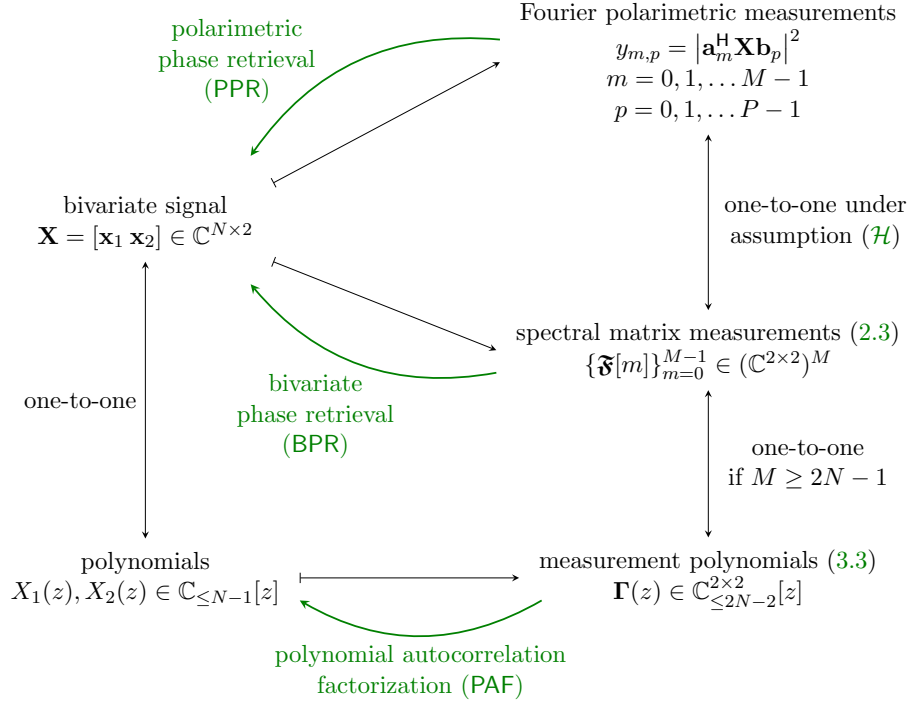 Fourier polarimetric measurements
y_{m,p} = |𝐚_m^𝖧 𝐗𝐛_p|^2
m = 0, 1, … M − 1
p = 0, 1, … P − 1
polarimetric
phase retrieval
(PPR)
bivariate signal
𝐗 = [𝐱_1 𝐱_2] ∈ ℂ^{N×2}
one-to-one under
assumption (ℋ)
spectral matrix measurements (2.3)
{𝕱[m]}_{m=0}^{M−1} ∈ (ℂ^{2×2})^M
bivariate
phase retrieval
(BPR)
one-to-one
one-to-one
if M ≥ 2N − 1
polynomials
X_1(z), X_2(z) ∈ ℂ_{≤N−1}[z]
measurement polynomials (3.3)
𝚪(z) ∈ ℂ^{2×2}_{≤2N−2}[z]
polynomial autocorrelation
factorization (PAF)